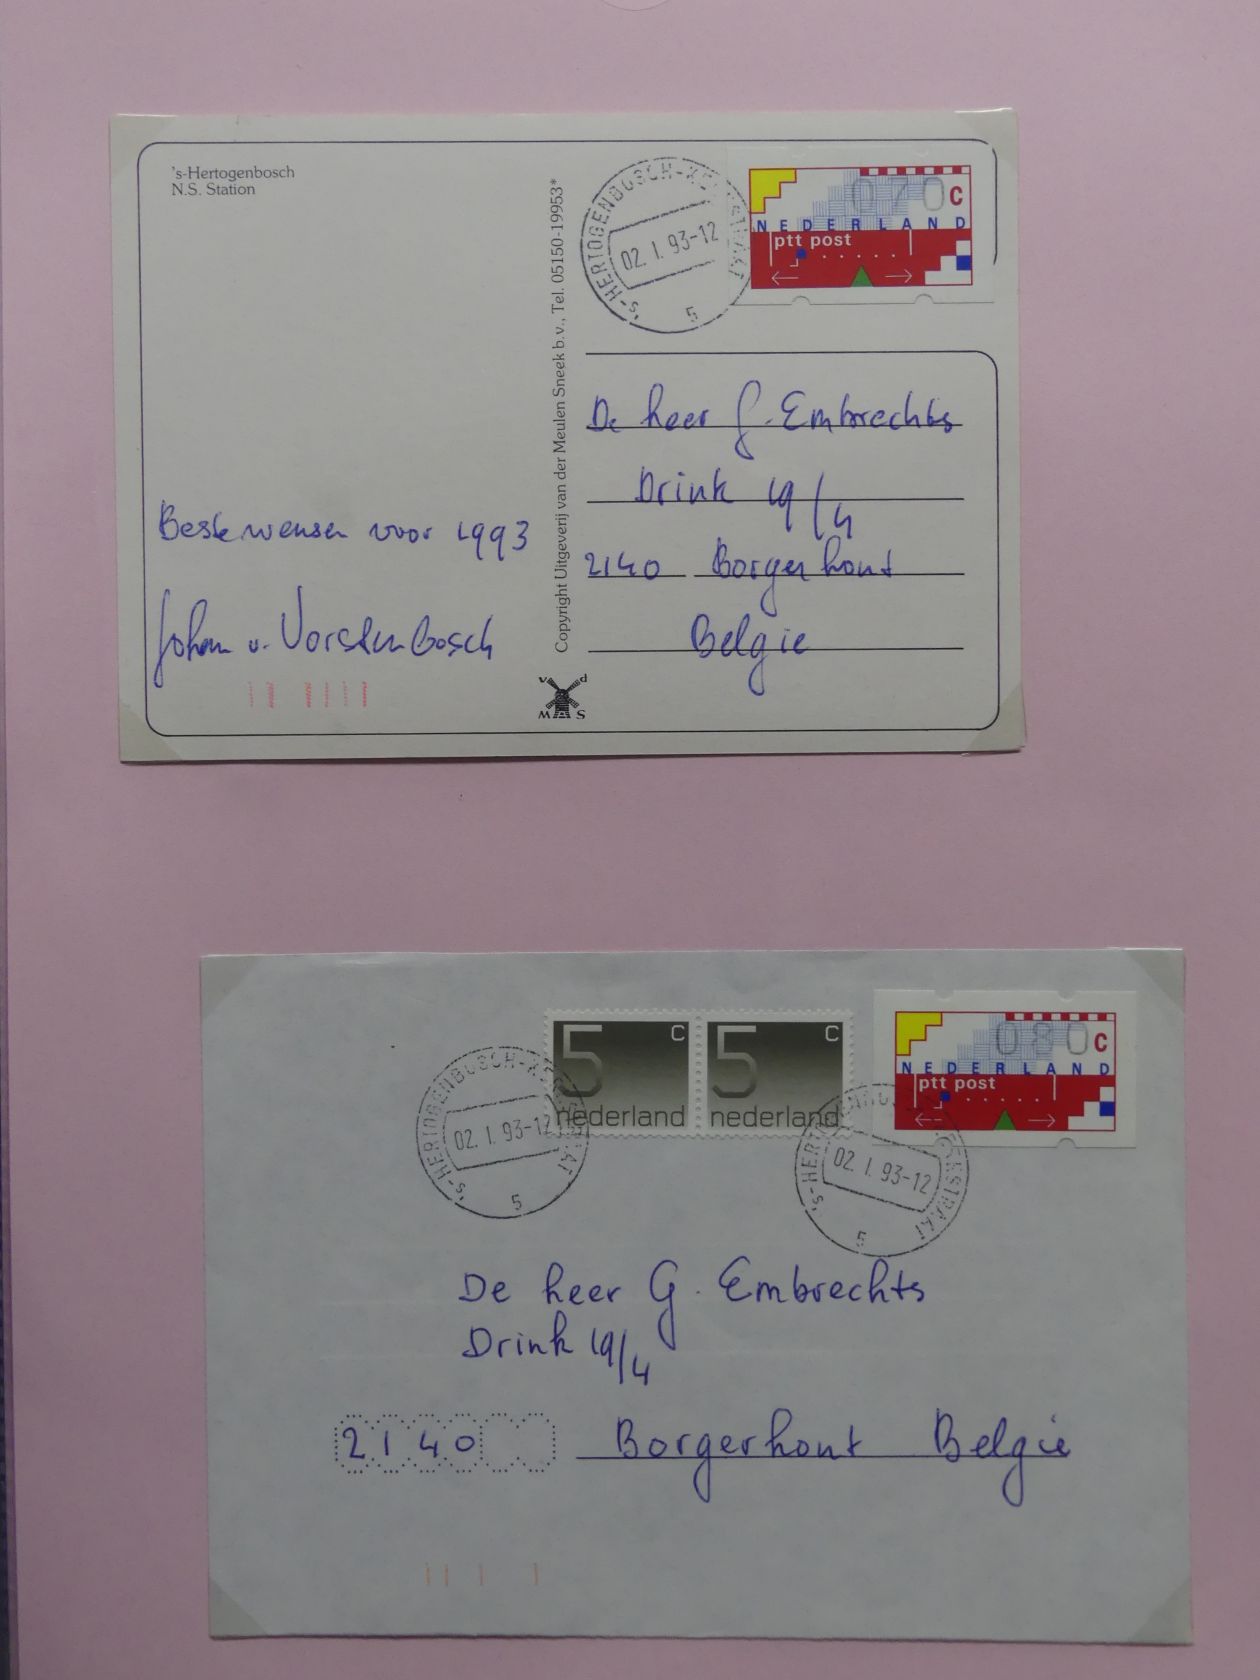 's-Hertogenbosch
N.S. Station
Beste wensen voor 1993
Johan v. Vorstenbosch
Copyright Uitgeverij van der Meulen Sneek b.v., Tel. 05150-19953*
v d
M S
's-HERTOGENBOSCH-K
02. I. 93-12
5
070 C
NEDERLAND
ptt post
De heer G. Embrechts
Drink 19/4
2140 Borgerhout
Belgie
's-HERTOGENBOSCH-K
02. I. 93-12
5
5 C
nederland
5 C
nederland
's-HERTOGENBOSCH
02. I. 93-12
5
080 C
NEDERLAND
ptt post
De heer G. Embrechts
Drink 19/4
2140 Borgerhout Belgie